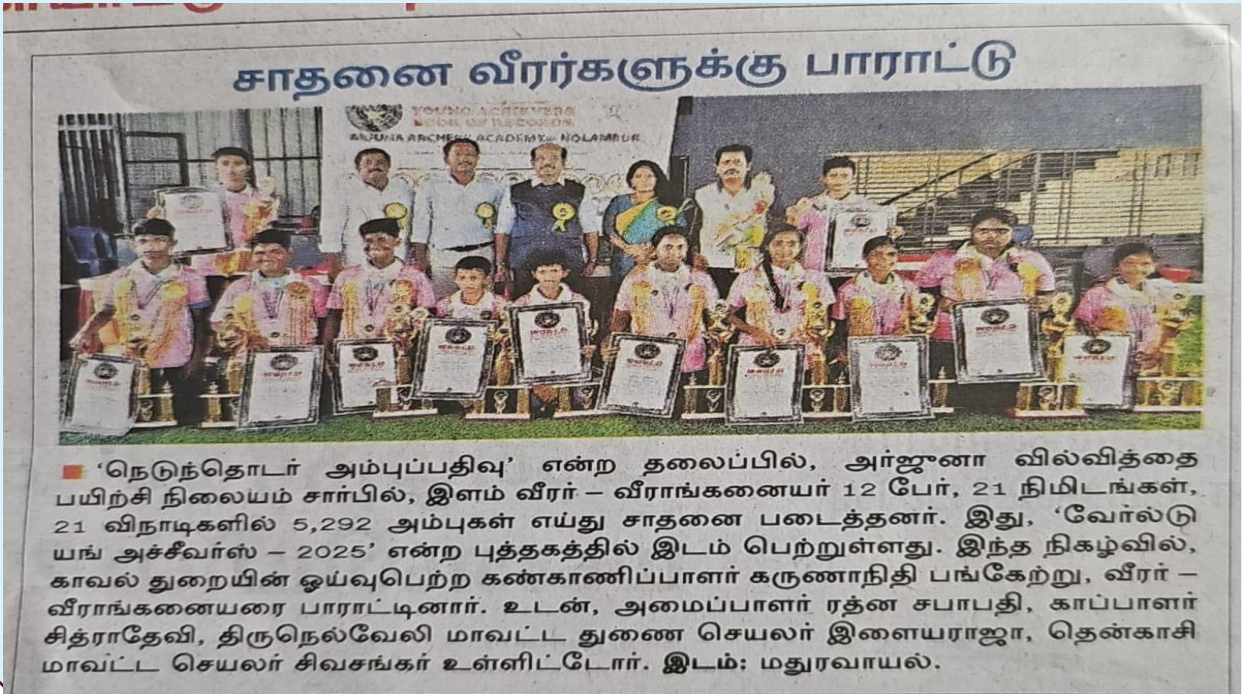 சாதனை வீரர்களுக்கு பாராட்டு
YOUNG ACHIEVERS
BOOK OF RECORDS
ARJUNA ARCHERY ACADEMY - NOLAMBUR
WORLD
'நெடுந்தொடர் அம்புப்பதிவு' என்ற தலைப்பில், அர்ஜுனா வில்வித்தை
பயிற்சி நிலையம் சார்பில், இளம் வீரர் – வீராங்கனையர் 12 பேர், 21 நிமிடங்கள்,
21 விநாடிகளில் 5,292 அம்புகள் எய்து சாதனை படைத்தனர். இது, 'வேர்ல்டு
யங் அச்சீவர்ஸ் – 2025' என்ற புத்தகத்தில் இடம் பெற்றுள்ளது. இந்த நிகழ்வில்,
காவல் துறையின் ஓய்வுபெற்ற கண்காணிப்பாளர் கருணாநிதி பங்கேற்று, வீரர் –
வீராங்கனையரை பாராட்டினார். உடன், அமைப்பாளர் ரத்ன சபாபதி, காப்பாளர்
சித்ராதேவி, திருநெல்வேலி மாவட்ட துணை செயலர் இளையராஜா, தென்காசி
மாவட்ட செயலர் சிவசங்கர் உள்ளிட்டோர். இடம்: மதுரவாயல்.